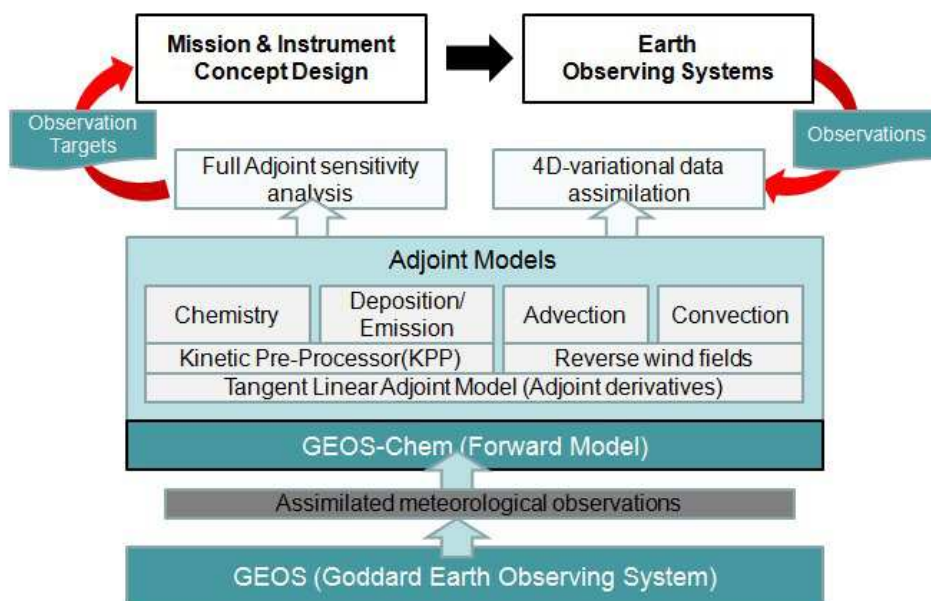 Mission & Instrument
Concept Design
Earth
Observing Systems
Observation
Targets
Observations
Full Adjoint sensitivity
analysis
4D-variational data
assimilation
Adjoint Models
Chemistry
Deposition/
Emission
Advection
Convection
Kinetic Pre-Processor(KPP)
Reverse wind fields
Tangent Linear Adjoint Model (Adjoint derivatives)
GEOS-Chem (Forward Model)
Assimilated meteorological observations
GEOS (Goddard Earth Observing System)